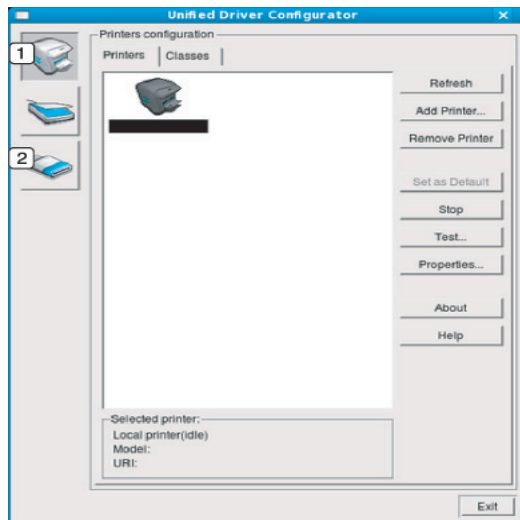 Unified Driver Configurator
Printers configuration
1
Printers Classes
Refresh
Add Printer...
Remove Printer
2
Set as Default
Stop
Test...
Properties...
About
Help
Selected printer:
Local printer(idle)
Model:
URI:
Exit